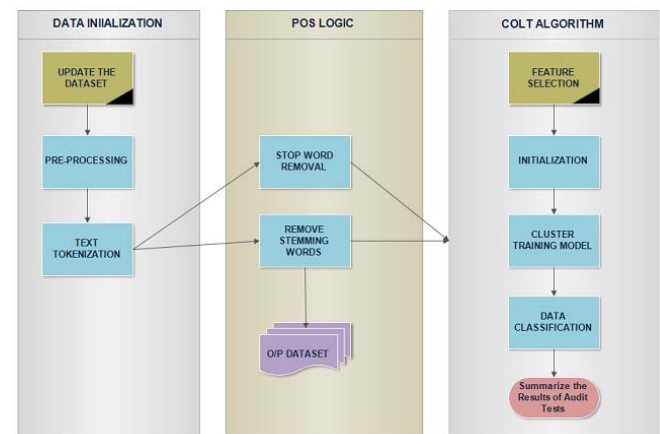 DATA INIIALIZATION
POS LOGIC
COLT ALGORITHM
UPDATE THE
DATASET
PRE-PROCESSING
TEXT
TOKENIZATION
STOP WORD
REMOVAL
REMOVE
STEMMING
WORDS
O/P DATASET
FEATURE
SELECTION
INITIALIZATION
CLUSTER
TRAINING MODEL
DATA
CLASSIFICATION
Summarize the
Results of Audit
Tests